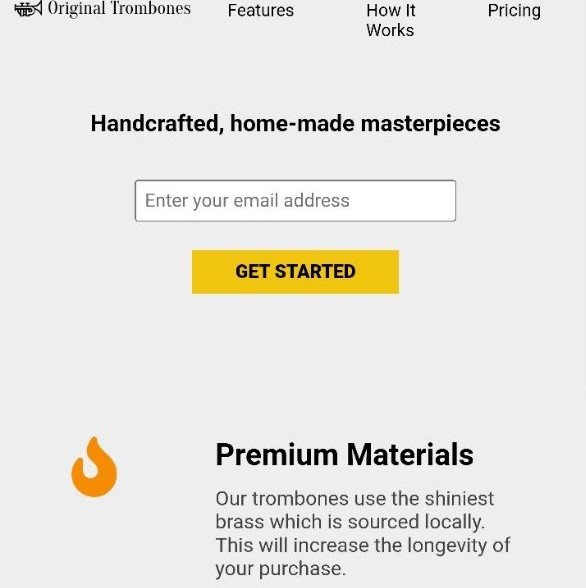 Original Trombones
Features
How It
Works
Pricing
Handcrafted, home-made masterpieces
Enter your email address
GET STARTED
Premium Materials
Our trombones use the shiniest
brass which is sourced locally.
This will increase the longevity of
your purchase.